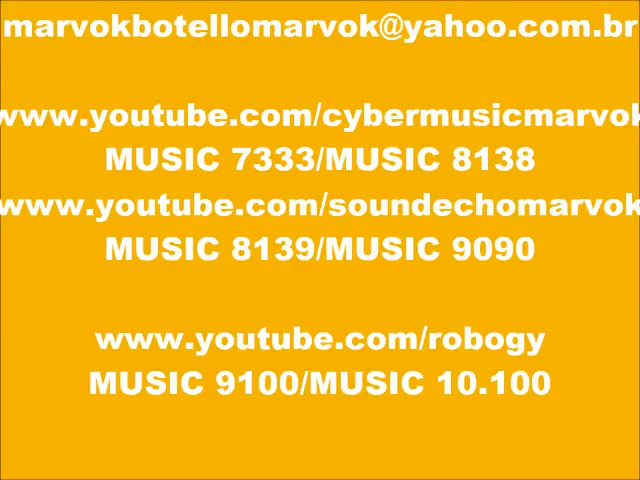 marvokbotellomarvok@yahoo.com.br
www.youtube.com/cybermusicmarvok
MUSIC 7333/MUSIC 8138
www.youtube.com/soundechomarvok
MUSIC 8139/MUSIC 9090
www.youtube.com/robogy
MUSIC 9100/MUSIC 10.100